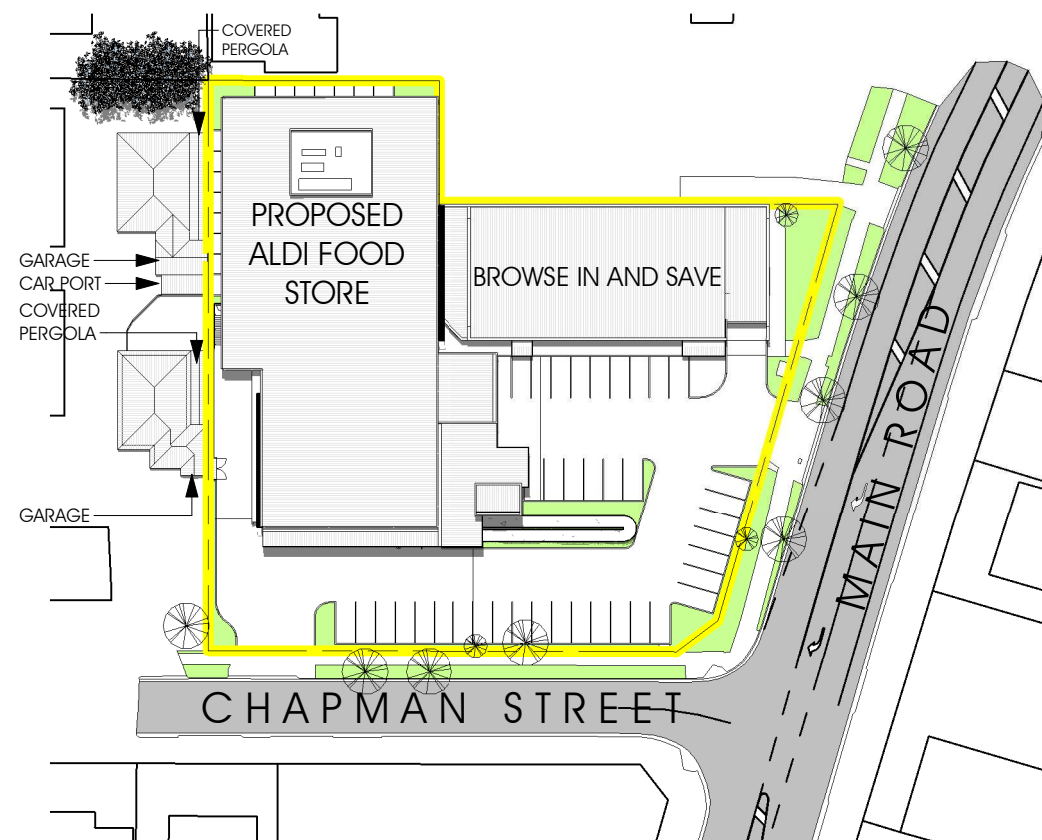 COVERED
PERGOLA
PROPOSED
ALDI FOOD
STORE
BROWSE IN AND SAVE
GARAGE
CAR PORT
COVERED
PERGOLA
GARAGE
MAIN ROAD
CHAPMAN STREET